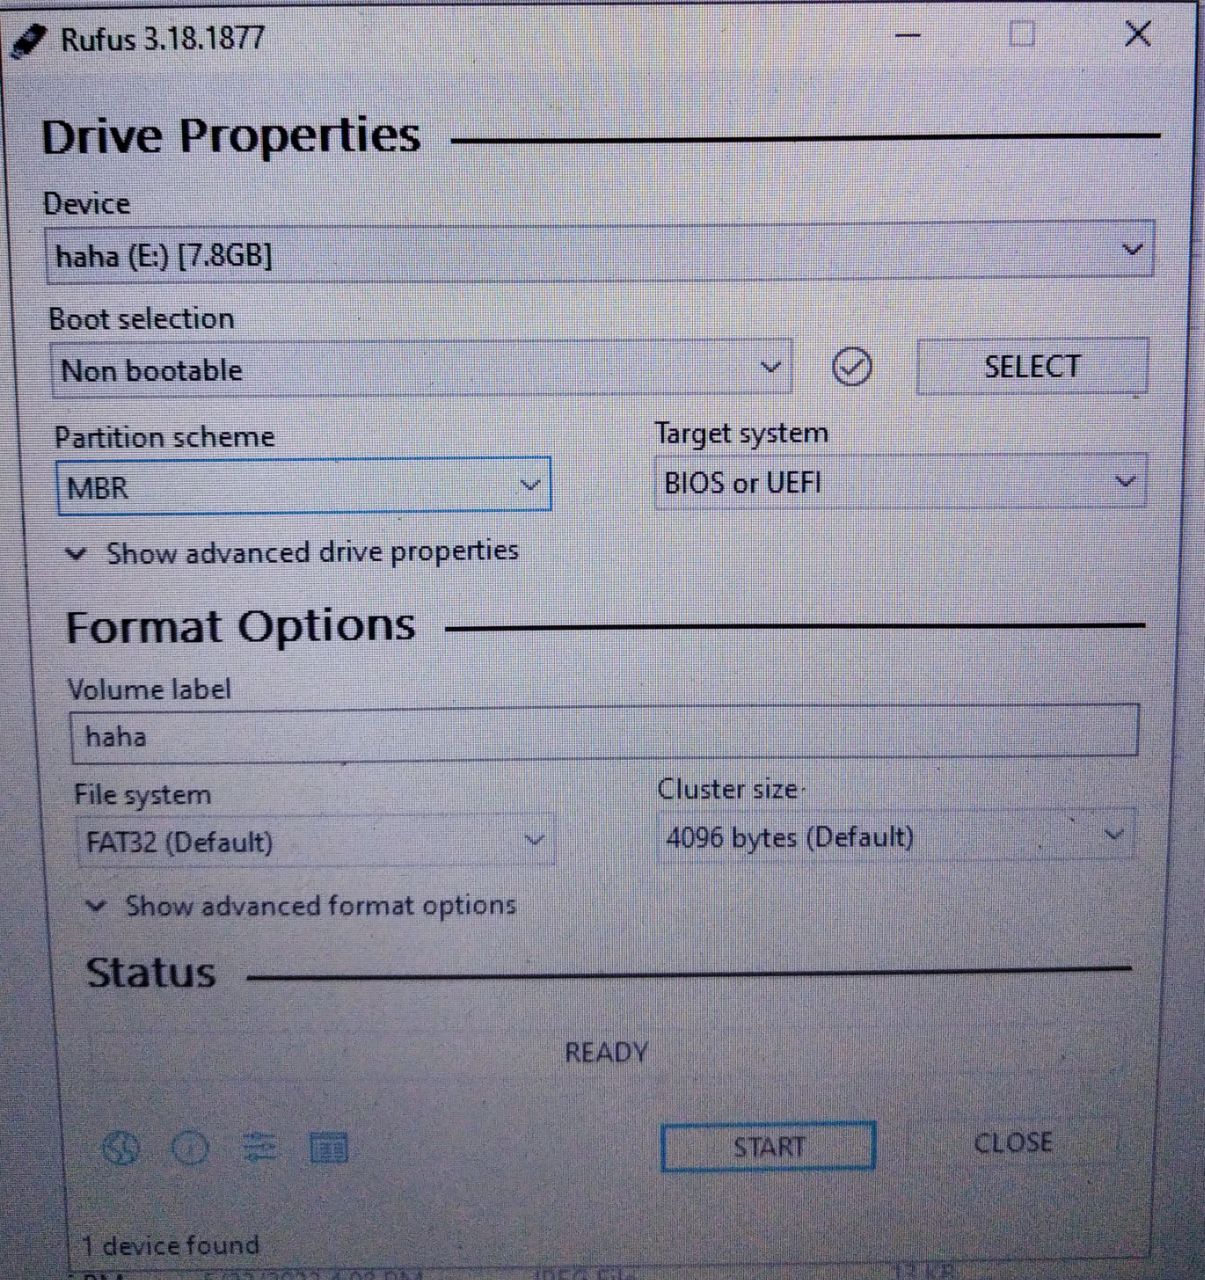 Rufus 3.18.1877
Drive Properties
Device
haha (E:) [7.8GB]
Boot selection
Non bootable
SELECT
Partition scheme
Target system
MBR
BIOS or UEFI
Show advanced drive properties
Format Options
Volume label
haha
File system
Cluster size
FAT32 (Default)
4096 bytes (Default)
Show advanced format options
Status
READY
START
CLOSE
1 device found